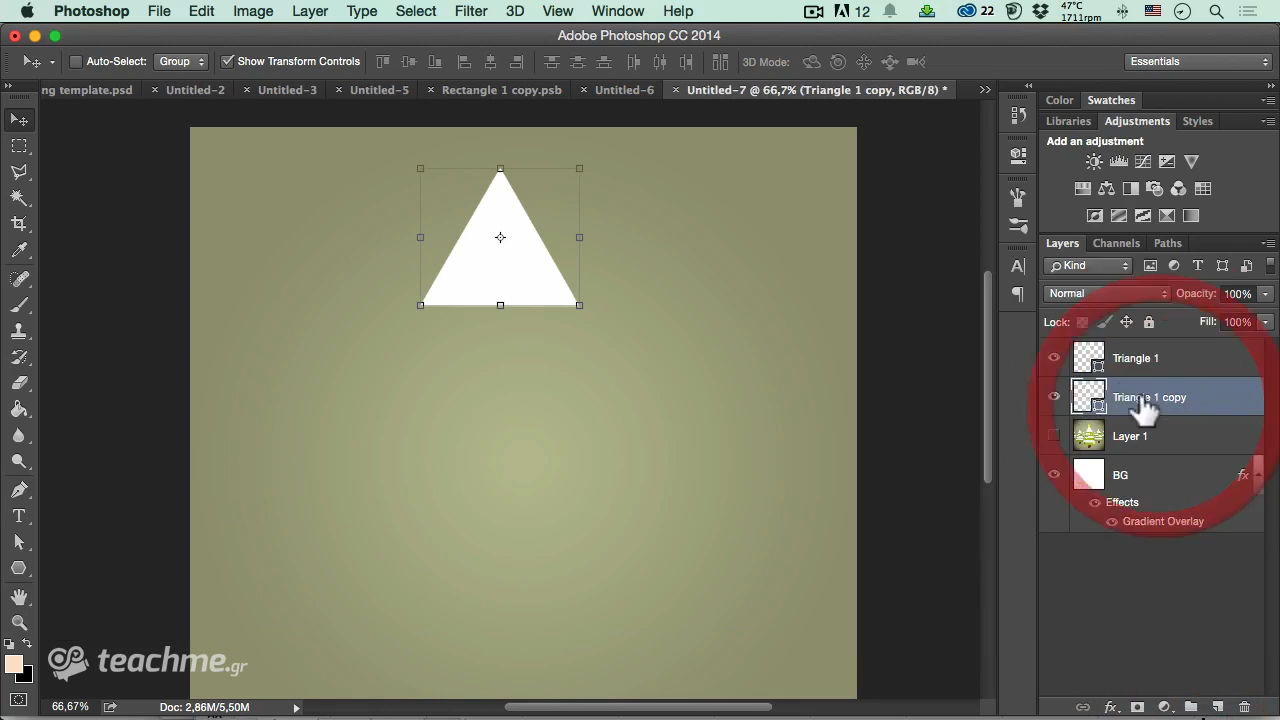 Photoshop File Edit Image Layer Type Select Filter 3D View Window Help
12 22 47°C 1711rpm
Adobe Photoshop CC 2014
Auto-Select: Group Show Transform Controls 3D Mode: Essentials
ng template.psd Untitled-2 Untitled-3 Untitled-5 Rectangle 1 copy.psb Untitled-6 Untitled-7 @ 66,7% (Triangle 1 copy, RGB/8) *
Color Swatches
Libraries Adjustments Styles
Add an adjustment
Layers Channels Paths
Kind
Normal Opacity: 100%
Lock: Fill: 100%
Triangle 1
Triangle 1 copy
Layer 1
BG fx
Effects
Gradient Overlay
teachme.gr
66,67% Doc: 2,86M/5,50M